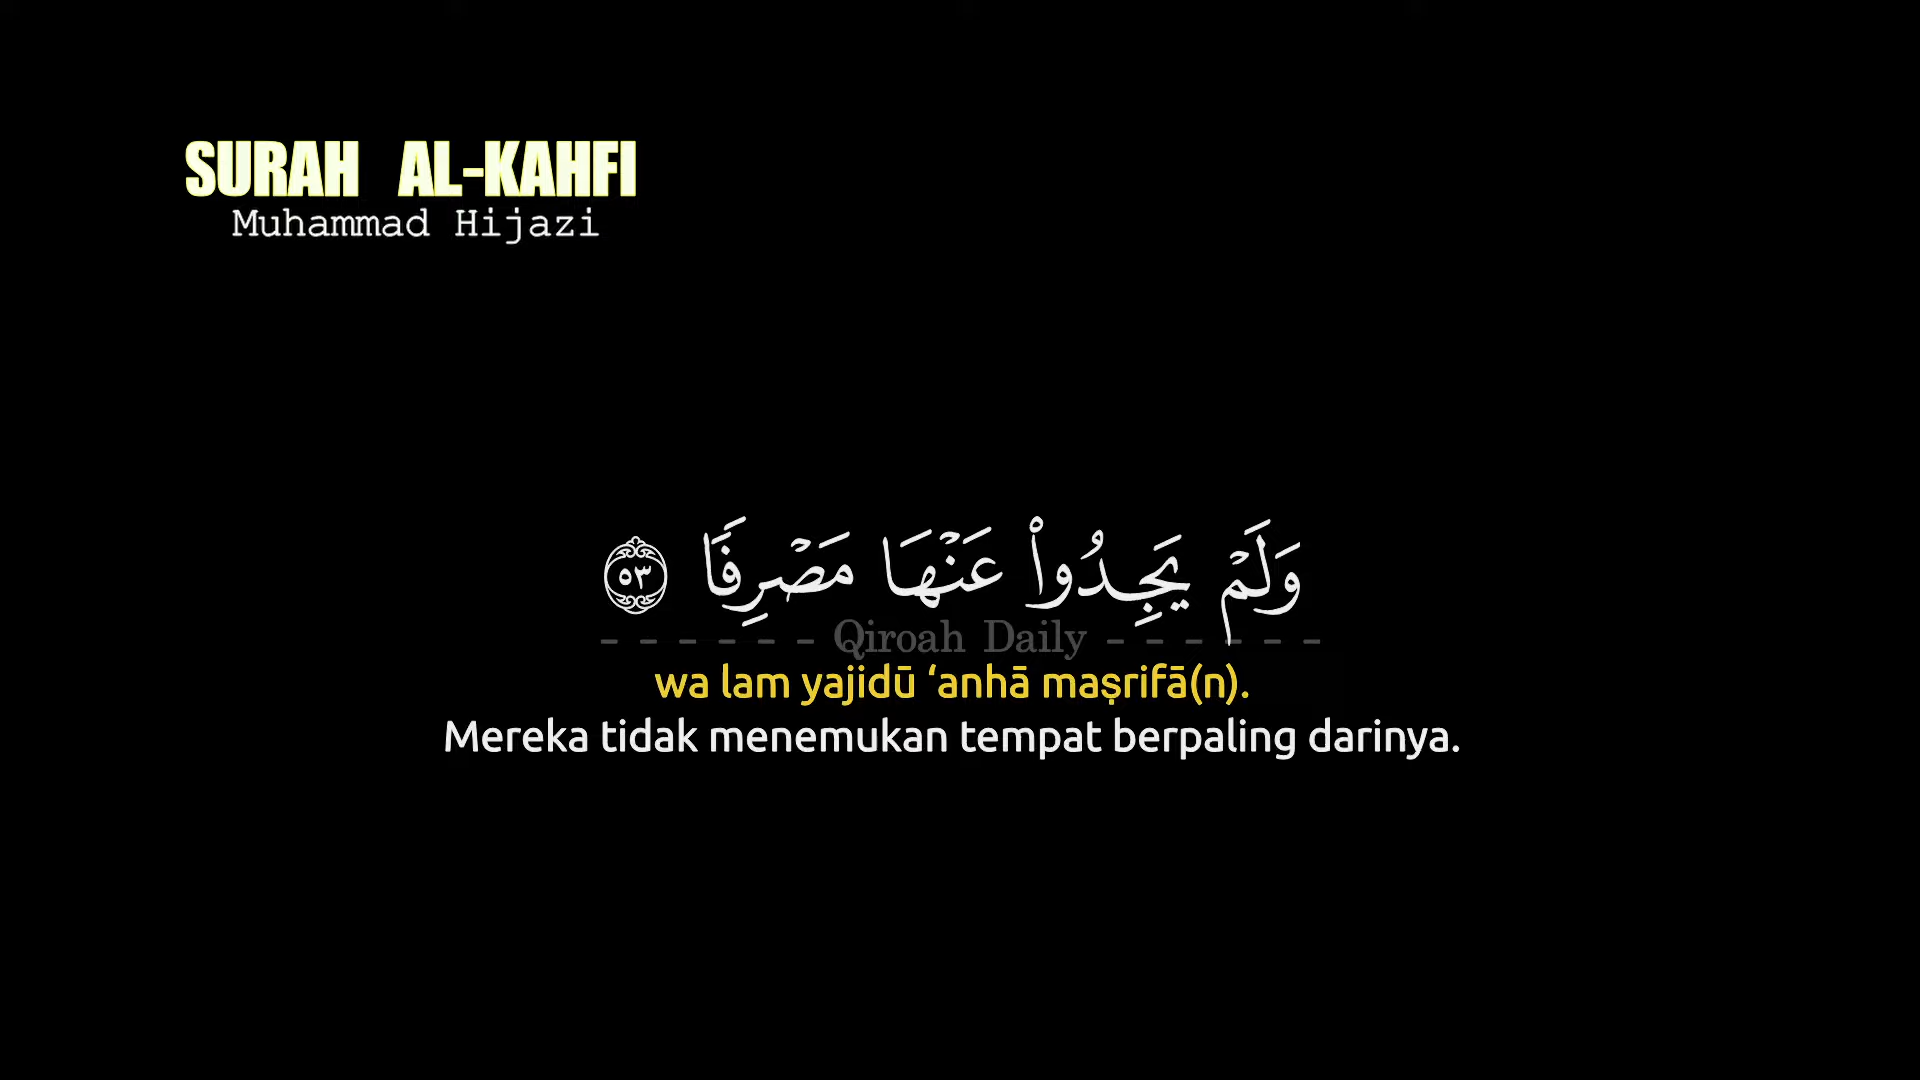 SURAH AL-KAHFI
Muhammad Hijazi
وَلَمْ يَجِدُوا۟ عَنْهَا مَصْرِفًا ٥٣
- - - - - - Qiroah Daily - - - - - -
wa lam yajidū ‘anhā maṣrifā(n).
Mereka tidak menemukan tempat berpaling darinya.